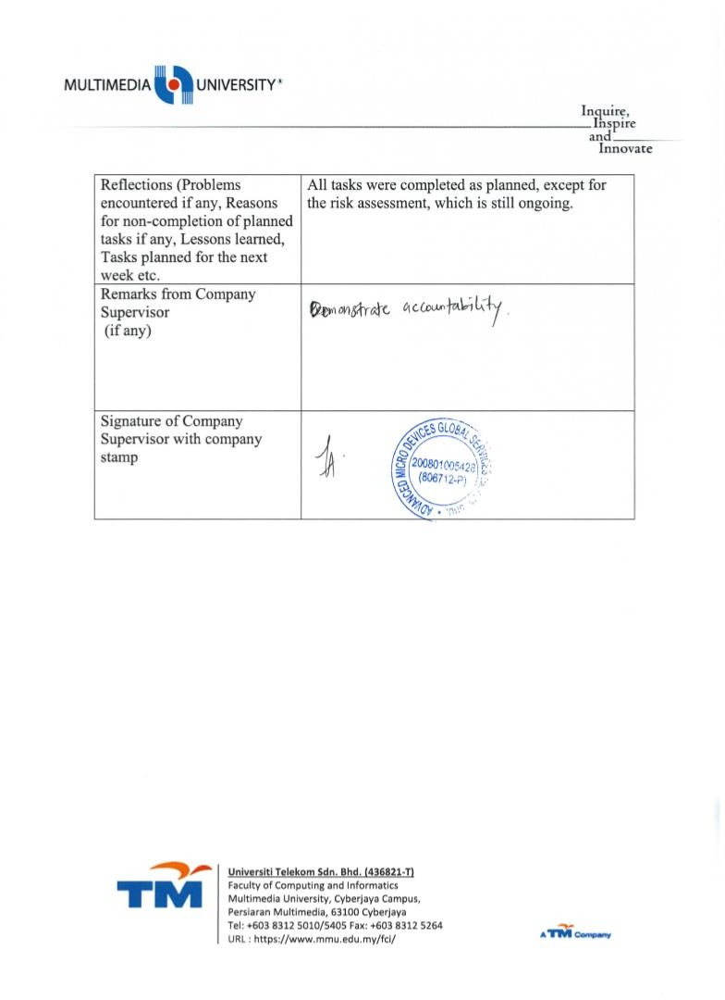 MULTIMEDIA UNIVERSITY®
Inquire,
Inspire
and
Innovate
Reflections (Problems
encountered if any, Reasons
for non-completion of planned
tasks if any, Lessons learned,
Tasks planned for the next
week etc.
All tasks were completed as planned, except for
the risk assessment, which is still ongoing.
Remarks from Company
Supervisor
(if any)
Demonstrate accountability.
Signature of Company
Supervisor with company
stamp
ADVANCED MICRO DEVICES GLOBAL SERVICES
200801005428
(806712-P)
TM
Universiti Telekom Sdn. Bhd. (436821-T)
Faculty of Computing and Informatics
Multimedia University, Cyberjaya Campus,
Persiaran Multimedia, 63100 Cyberjaya
Tel: +603 8312 5010/5405 Fax: +603 8312 5264
URL : https://www.mmu.edu.my/fci/
A TM Company